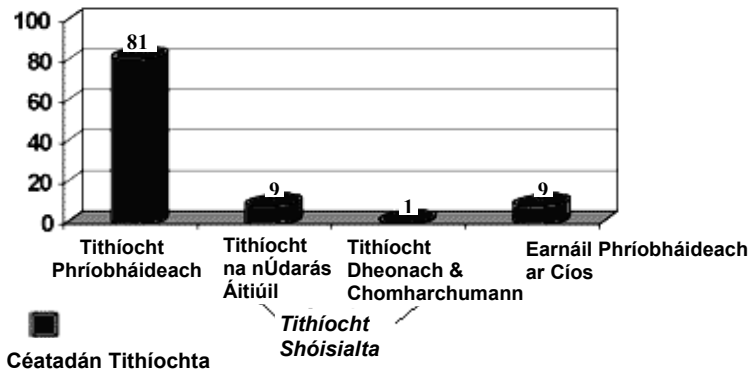 100
80
60
40
20
0
81
9
1
9
Tithíocht
Phríobháideach
Tithíocht
na nÚdarás
Áitiúil
Tithíocht
Dheonach &
Chomharchumann
Earnáil Phríobháideach
ar Cíos
Tithíocht
Shóisialta
Céatadán Tithíochta